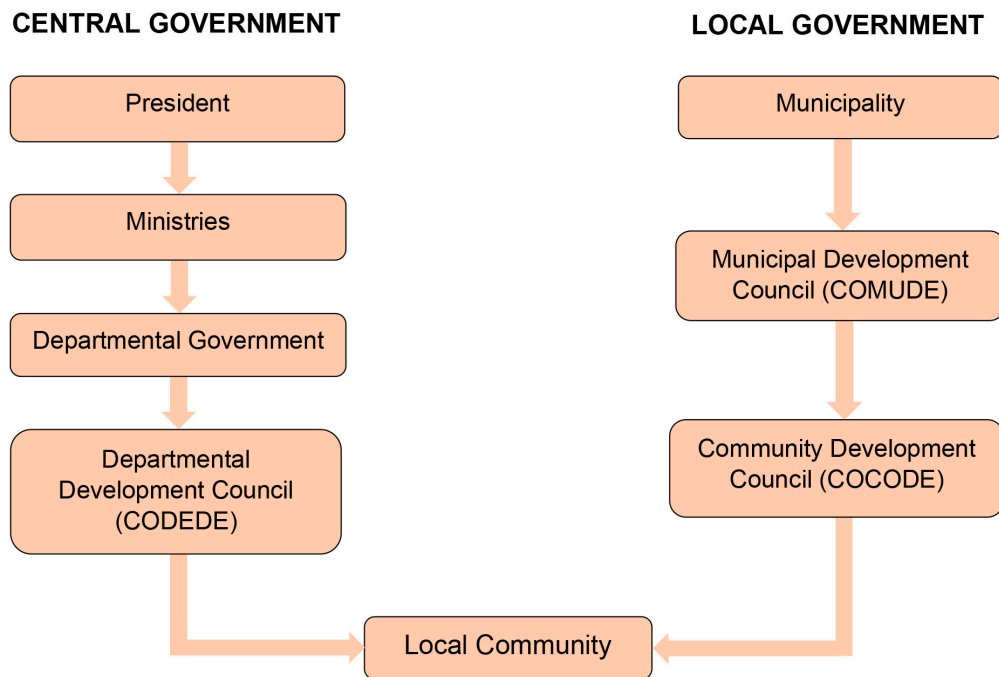 CENTRAL GOVERNMENT
President
Ministries
Departmental Government
Departmental
Development Council
(CODEDE)
LOCAL GOVERNMENT
Municipality
Municipal Development
Council (COMUDE)
Community Development
Council (COCODE)
Local Community